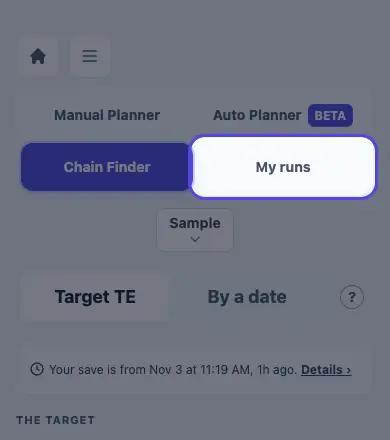 Manual Planner Auto Planner BETA
Chain Finder My runs
Sample
Target TE By a date ?
Your save is from Nov 3 at 11:19 AM, 1h ago. Details ›
THE TARGET